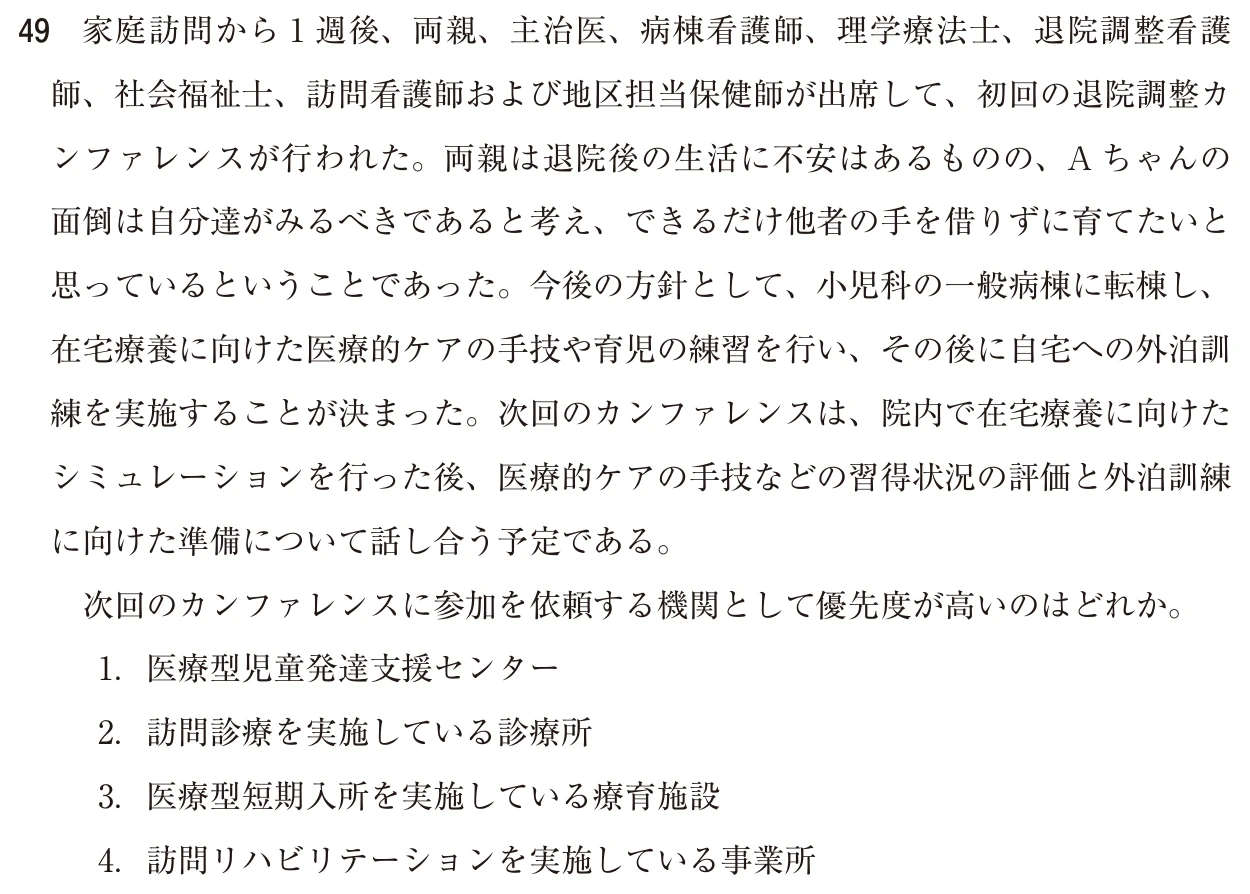 49 家庭訪問から1週後、両親、主治医、病棟看護師、理学療法士、退院調整看護
師、社会福祉士、訪問看護師および地区担当保健師が出席して、初回の退院調整カ
ンファレンスが行われた。両親は退院後の生活に不安はあるものの、Aちゃんの
面倒は自分達がみるべきであると考え、できるだけ他者の手を借りずに育てたいと
思っているということであった。今後の方針として、小児科の一般病棟に転棟し、
在宅療養に向けた医療的ケアの手技や育児の練習を行い、その後に自宅への外泊訓
練を実施することが決まった。次回のカンファレンスは、院内で在宅療養に向けた
シミュレーションを行った後、医療的ケアの手技などの習得状況の評価と外泊訓練
に向けた準備について話し合う予定である。
次回のカンファレンスに参加を依頼する機関として優先度が高いのはどれか。
1. 医療型児童発達支援センター
2. 訪問診療を実施している診療所
3. 医療型短期入所を実施している療育施設
4. 訪問リハビリテーションを実施している事業所